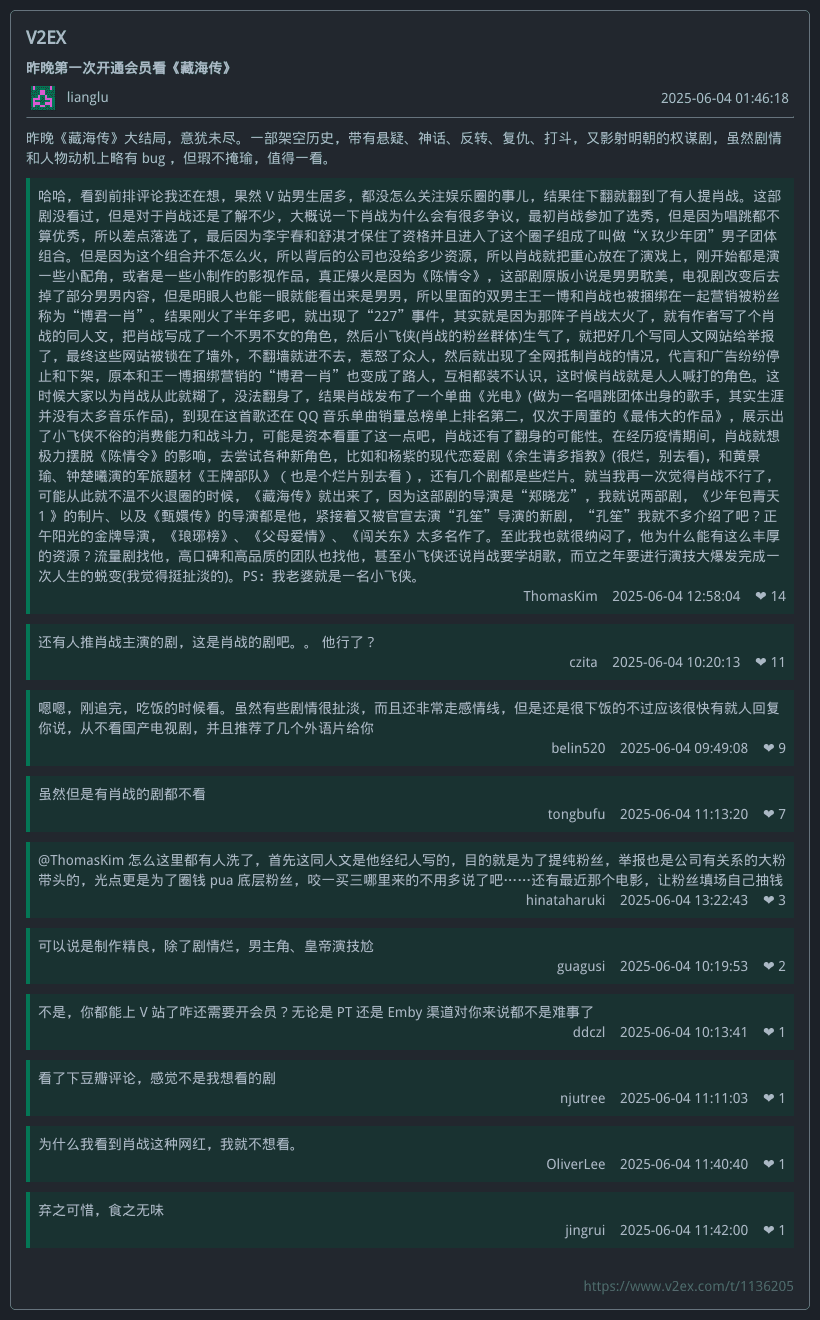 V2EX
昨晚第一次开通会员看《藏海传》
lianglu
2025-06-04 01:46:18
昨晚《藏海传》大结局，意犹未尽。一部架空历史，带有悬疑、神话、反转、复仇、打斗，又影射明朝的权谋剧，虽然剧情
和人物动机上略有 bug ，但瑕不掩瑜，值得一看。
哈哈，看到前排评论我还在想，果然 V 站男生居多，都没怎么关注娱乐圈的事儿，结果往下翻就翻到了有人提肖战。这部
剧没看过，但是对于肖战还是了解不少，大概说一下肖战为什么会有很多争议，最初肖战参加了选秀，但是因为唱跳都不
算优秀，所以差点落选了，最后因为李宇春和舒淇才保住了资格并且进入了这个圈子组成了叫做“X 玖少年团”男子团体
组合。但是因为这个组合并不怎么火，所以背后的公司也没给多少资源，所以肖战就把重心放在了演戏上，刚开始都是演
一些小配角，或者是一些小制作的影视作品，真正爆火是因为《陈情令》，这部剧原版小说是男男耽美，电视剧改变后去
掉了部分男男内容，但是明眼人也能一眼就能看出来是男男，所以里面的双男主王一博和肖战也被捆绑在一起营销被粉丝
称为“博君一肖”。结果刚火了半年多吧，就出现了“227”事件，其实就是因为那阵子肖战太火了，就有作者写了个肖
战的同人文，把肖战写成了一个不男不女的角色，然后小飞侠(肖战的粉丝群体)生气了，就把好几个写同人文网站给举报
了，最终这些网站被锁在了墙外，不翻墙就进不去，惹怒了众人，然后就出现了全网抵制肖战的情况，代言和广告纷纷停
止和下架，原本和王一博捆绑营销的“博君一肖”也变成了路人，互相都装不认识，这时候肖战就是人人喊打的角色。这
时候大家以为肖战从此就糊了，没法翻身了，结果肖战发布了一个单曲《光电》(做为一名唱跳团体出身的歌手，其实生涯
并没有太多音乐作品)，到现在这首歌还在 QQ 音乐单曲销量总榜单上排名第二，仅次于周董的《最伟大的作品》，展示出
了小飞侠不俗的消费能力和战斗力，可能是资本看重了这一点吧，肖战还有了翻身的可能性。在经历疫情期间，肖战就想
极力摆脱《陈情令》的影响，去尝试各种新角色，比如和杨紫的现代恋爱剧《余生请多指教》(很烂，别去看)，和黄景
瑜、钟楚曦演的军旅题材《王牌部队》（也是个烂片别去看），还有几个剧都是些烂片。就当我再一次觉得肖战不行了，
可能从此就不温不火退圈的时候，《藏海传》就出来了，因为这部剧的导演是“郑晓龙”，我就说两部剧，《少年包青天
1 》的制片、以及《甄嬛传》的导演都是他，紧接着又被官宣去演“孔笙”导演的新剧，“孔笙”我就不多介绍了吧？正
午阳光的金牌导演，《琅琊榜》、《父母爱情》、《闯关东》太多名作了。至此我也就很纳闷了，他为什么能有这么丰厚
的资源？流量剧找他，高口碑和高品质的团队也找他，甚至小飞侠还说肖战要学胡歌，而立之年要进行演技大爆发完成一
次人生的蜕变(我觉得挺扯淡的)。PS：我老婆就是一名小飞侠。
ThomasKim 2025-06-04 12:58:04 ❤ 14
还有人推肖战主演的剧，这是肖战的剧吧。。 他行了？
czita 2025-06-04 10:20:13 ❤ 11
嗯嗯，刚追完，吃饭的时候看。虽然有些剧情很扯淡，而且还非常走感情线，但是还是很下饭的不过应该很快有就人回复
你说，从不看国产电视剧，并且推荐了几个外语片给你
belin520 2025-06-04 09:49:08 ❤ 9
虽然但是有肖战的剧都不看
tongbufu 2025-06-04 11:13:20 ❤ 7
@ThomasKim 怎么这里都有人洗了，首先这同人文是他经纪人写的，目的就是为了提纯粉丝，举报也是公司有关系的大粉
带头的，光点更是为了圈钱 pua 底层粉丝，咬一买三哪里来的不用多说了吧……还有最近那个电影，让粉丝填场自己抽钱
hinataharuki 2025-06-04 13:22:43 ❤ 3
可以说是制作精良，除了剧情烂，男主角、皇帝演技尬
guagusi 2025-06-04 10:19:53 ❤ 2
不是，你都能上 V 站了咋还需要开会员？无论是 PT 还是 Emby 渠道对你来说都不是难事了
ddczl 2025-06-04 10:13:41 ❤ 1
看了下豆瓣评论，感觉不是我想看的剧
njutree 2025-06-04 11:11:03 ❤ 1
为什么我看到肖战这种网红，我就不想看。
OliverLee 2025-06-04 11:40:40 ❤ 1
弃之可惜，食之无味
jingrui 2025-06-04 11:42:00 ❤ 1
https://www.v2ex.com/t/1136205